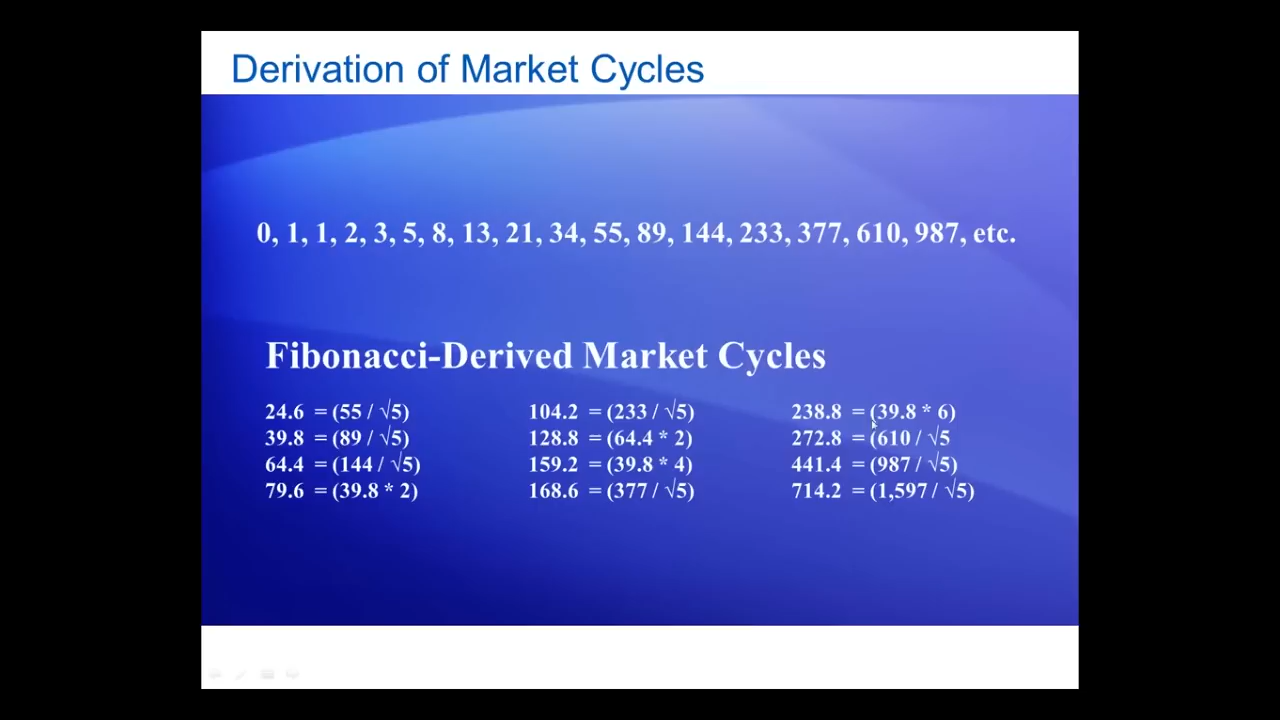 Derivation of Market Cycles
0, 1, 1, 2, 3, 5, 8, 13, 21, 34, 55, 89, 144, 233, 377, 610, 987, etc.
Fibonacci-Derived Market Cycles
24.6 = (55 / √5)
39.8 = (89 / √5)
64.4 = (144 / √5)
79.6 = (39.8 * 2)
104.2 = (233 / √5)
128.8 = (64.4 * 2)
159.2 = (39.8 * 4)
168.6 = (377 / √5)
238.8 = (39.8 * 6)
272.8 = (610 / √5
441.4 = (987 / √5)
714.2 = (1,597 / √5)